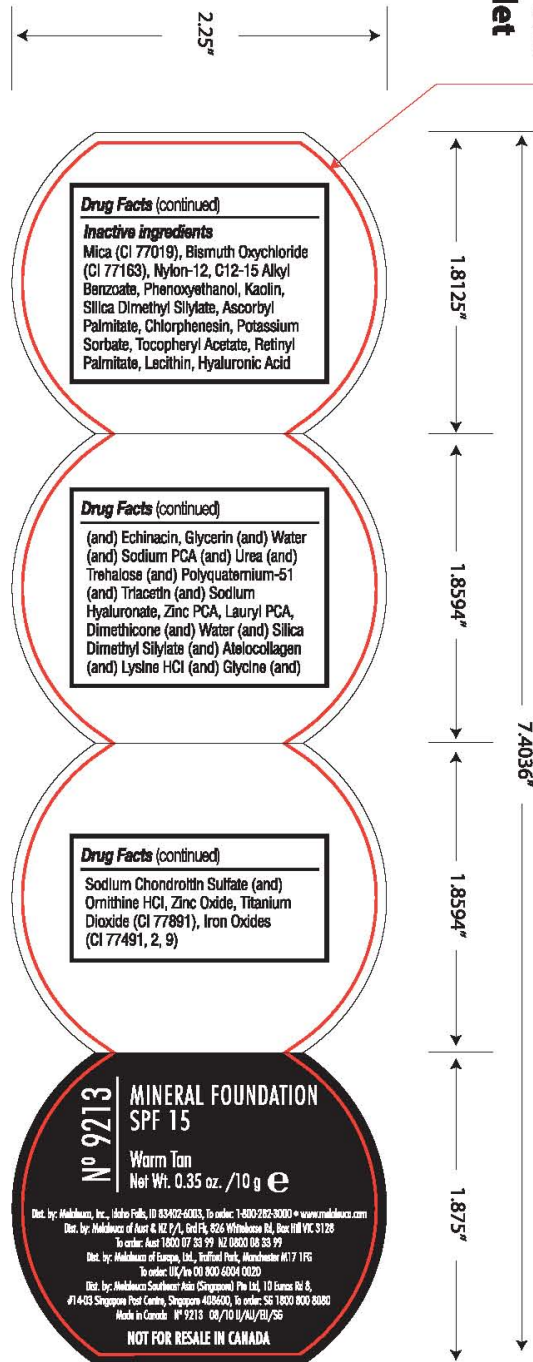 let
2.25"
1.8125"
1.8594"
7.4036"
1.8594"
1.875"
Drug Facts (continued)
Inactive ingredients
Mica (CI 77019), Bismuth Oxychloride
(CI 77163), Nylon-12, C12-15 Alkyl
Benzoate, Phenoxyethanol, Kaolin,
Silica Dimethyl Silylate, Ascorbyl
Palmitate, Chlorphenesin, Potassium
Sorbate, Tocopheryl Acetate, Retinyl
Palmitate, Lecithin, Hyaluronic Acid
Drug Facts (continued)
(and) Echinacin, Glycerin (and) Water
(and) Sodium PCA (and) Urea (and)
Trehalose (and) Polyquaternium-51
(and) Triacetin (and) Sodium
Hyaluronate, Zinc PCA, Lauryl PCA,
Dimethicone (and) Water (and) Silica
Dimethyl Silylate (and) Atelocollagen
(and) Lysine HCl (and) Glycine (and)
Drug Facts (continued)
Sodium Chondroitin Sulfate (and)
Ornithine HCl, Zinc Oxide, Titanium
Dioxide (CI 77891), Iron Oxides
(CI 77491, 2, 9)
Nº 9213
MINERAL FOUNDATION
SPF 15
Warm Tan
Net Wt. 0.35 oz. /10 g e
Dist. by: Melaleuca, Inc., Idaho Falls, ID 83402-6003, To order: 1-800-282-3000 • www.melaleuca.com
Dist. by: Melaleuca of Aust & NZ P/L, Grd Flr, 826 Whitehorse Rd, Box Hill VIC 3128
To order: Aust 1800 07 33 99 NZ 0800 08 33 99
Dist. by: Melaleuca of Europe, Ltd., Trafford Park, Manchester M17 1FG
To order: UK/Ire 00 800 6004 0020
Dist. by: Melaleuca Southeast Asia (Singapore) Pte Ltd, 10 Eunos Rd 8,
#14-03 Singapore Post Centre, Singapore 408600, To order: SG 1800 800 8080
Made in Canada Nº 9213 08/10 U/AU/EU/SG
NOT FOR RESALE IN CANADA